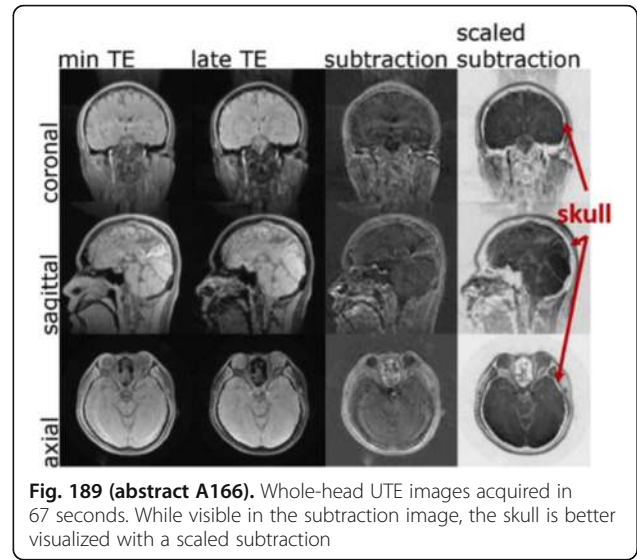 min TE late TE subtraction scaled subtraction
coronal
skull
sagittal
axial
Fig. 189 (abstract A166). Whole-head UTE images acquired in
67 seconds. While visible in the subtraction image, the skull is better
visualized with a scaled subtraction